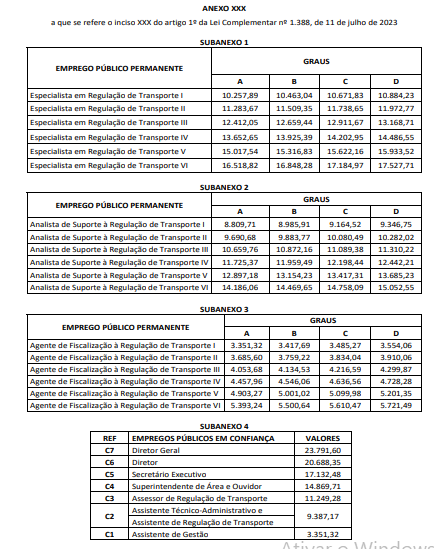 ANEXO XXX
a que se refere o inciso XXX do artigo 1º da Lei Complementar nº 1.388, de 11 de julho de 2023
SUBANEXO 1
EMPREGO PÚBLICO PERMANENTE GRAUS
A B C D
Especialista em Regulação de Transporte I 10.257,89 10.463,04 10.671,83 10.884,23
Especialista em Regulação de Transporte II 11.283,67 11.509,35 11.738,65 11.972,77
Especialista em Regulação de Transporte III 12.412,05 12.659,44 12.911,67 13.168,71
Especialista em Regulação de Transporte IV 13.652,65 13.925,39 14.202,95 14.486,55
Especialista em Regulação de Transporte V 15.017,54 15.316,83 15.622,16 15.933,52
Especialista em Regulação de Transporte VI 16.518,82 16.848,28 17.184,97 17.527,71
SUBANEXO 2
EMPREGO PÚBLICO PERMANENTE GRAUS
A B C D
Analista de Suporte à Regulação de Transporte I 8.809,71 8.985,91 9.164,52 9.346,75
Analista de Suporte à Regulação de Transporte II 9.690,68 9.883,77 10.080,49 10.282,02
Analista de Suporte à Regulação de Transporte III 10.659,76 10.872,16 11.089,38 11.310,22
Analista de Suporte à Regulação de Transporte IV 11.725,37 11.959,49 12.198,44 12.442,21
Analista de Suporte à Regulação de Transporte V 12.897,18 13.154,23 13.417,31 13.685,23
Analista de Suporte à Regulação de Transporte VI 14.186,06 14.469,65 14.758,09 15.052,55
SUBANEXO 3
EMPREGO PÚBLICO PERMANENTE GRAUS
A B C D
Agente de Fiscalização à Regulação de Transporte I 3.351,32 3.417,69 3.485,27 3.554,06
Agente de Fiscalização à Regulação de Transporte II 3.685,60 3.759,22 3.834,04 3.910,06
Agente de Fiscalização à Regulação de Transporte III 4.053,68 4.134,53 4.216,59 4.299,87
Agente de Fiscalização à Regulação de Transporte IV 4.457,96 4.546,06 4.636,56 4.728,28
Agente de Fiscalização à Regulação de Transporte V 4.903,27 5.001,02 5.099,98 5.201,35
Agente de Fiscalização à Regulação de Transporte VI 5.393,24 5.500,64 5.610,47 5.721,49
SUBANEXO 4
REF EMPREGOS PÚBLICOS EM CONFIANÇA VALORES
C7 Diretor Geral 23.791,60
C6 Diretor 20.688,35
C5 Secretário Executivo 17.132,48
C4 Superintendente de Área e Ouvidor 14.869,71
C3 Assessor de Regulação de Transporte 11.249,28
C2 Assistente Técnico-Administrativo e 9.387,17
Assistente de Regulação de Transporte
C1 Assistente de Gestão 3.351,32
Ativar o Windows